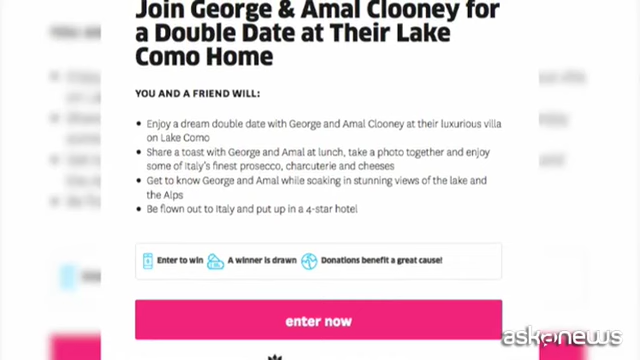 Join George & Amal Clooney for
a Double Date at Their Lake
Como Home
YOU AND A FRIEND WILL:
Enjoy a dream double date with George and Amal Clooney at their luxurious villa
on Lake Como
Share a toast with George and Amal at lunch, take a photo together and enjoy
some of Italy's finest prosecco, charcuterie and cheeses
Get to know George and Amal while soaking in stunning views of the lake and
the Alps
Be flown out to Italy and put up in a 4-star hotel
Enter to win
A winner is drawn
Donations benefit a great cause!
enter now
askanews